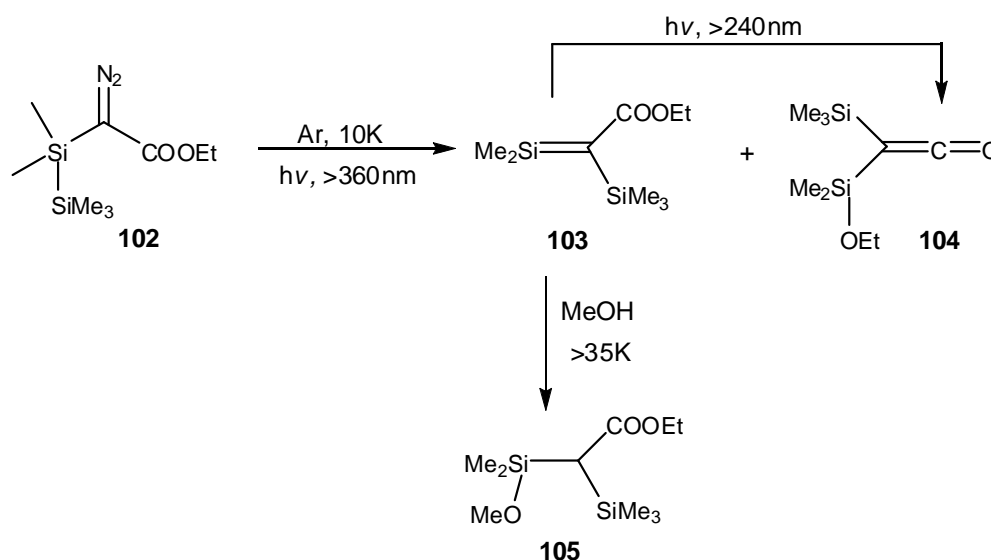 hv, >240nm
N2
Si
COOEt
SiMe3
102
Ar, 10K
hv, >360nm
COOEt
Me2Si
SiMe3
103
+
Me3Si
C
Me2Si
OEt
104
MeOH
>35K
COOEt
Me2Si
MeO
SiMe3
105